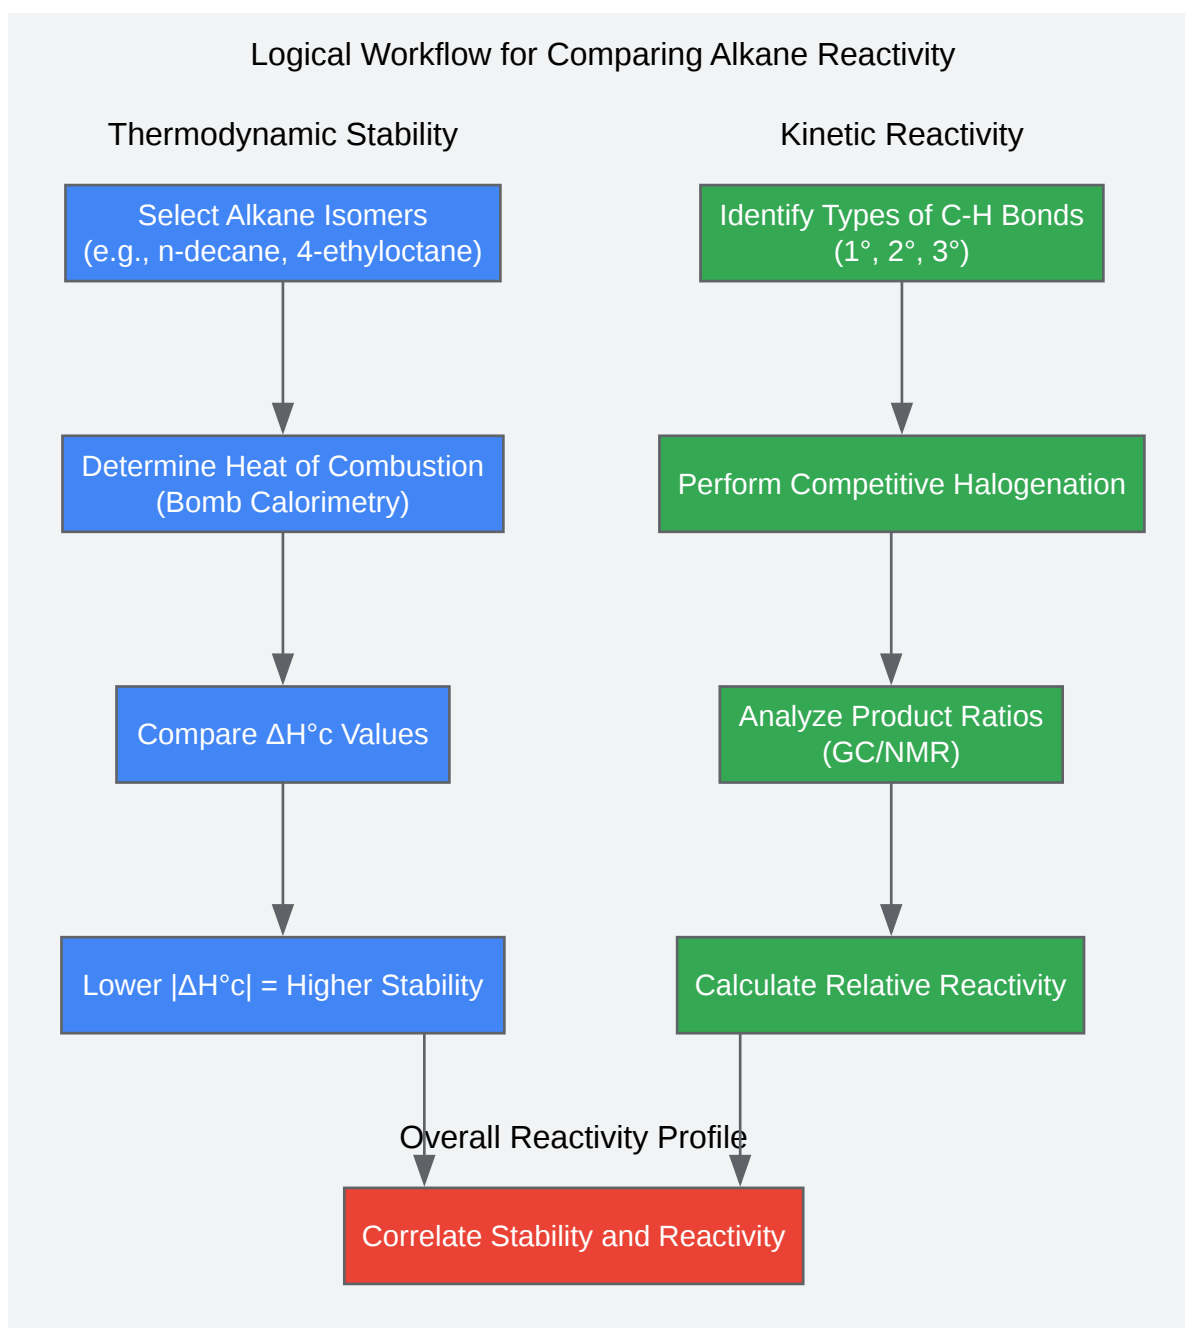 Logical Workflow for Comparing Alkane Reactivity
Thermodynamic Stability
Select Alkane Isomers
(e.g., n-decane, 4-ethyloctane)
Determine Heat of Combustion
(Bomb Calorimetry)
Compare ΔH°c Values
Lower |ΔH°c| = Higher Stability
Kinetic Reactivity
Identify Types of C-H Bonds
(1°, 2°, 3°)
Perform Competitive Halogenation
Analyze Product Ratios
(GC/NMR)
Calculate Relative Reactivity
Overall Reactivity Profile
Correlate Stability and Reactivity